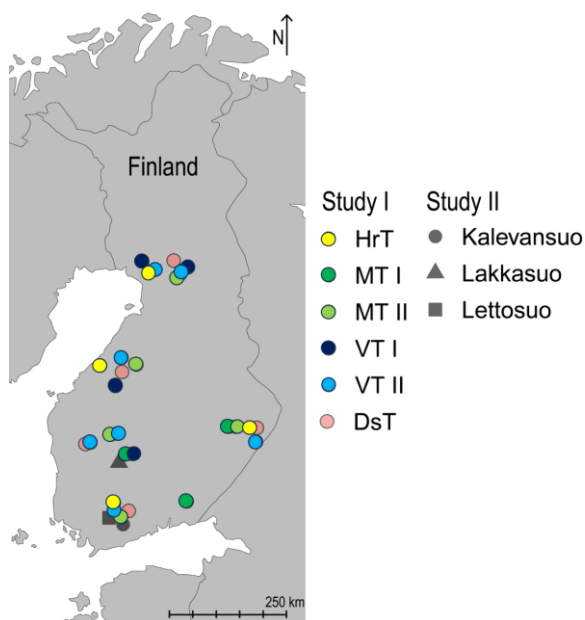 N
Finland
Study I
Study II
HrT
Kalevansuo
MT I
Lakkasuo
MT II
Lettosuo
VT I
VT II
DsT
250 km